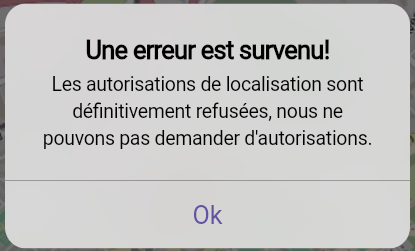 Une erreur est survenu!
Les autorisations de localisation sont
définitivement refusées, nous ne
pouvons pas demander d'autorisations.
Ok